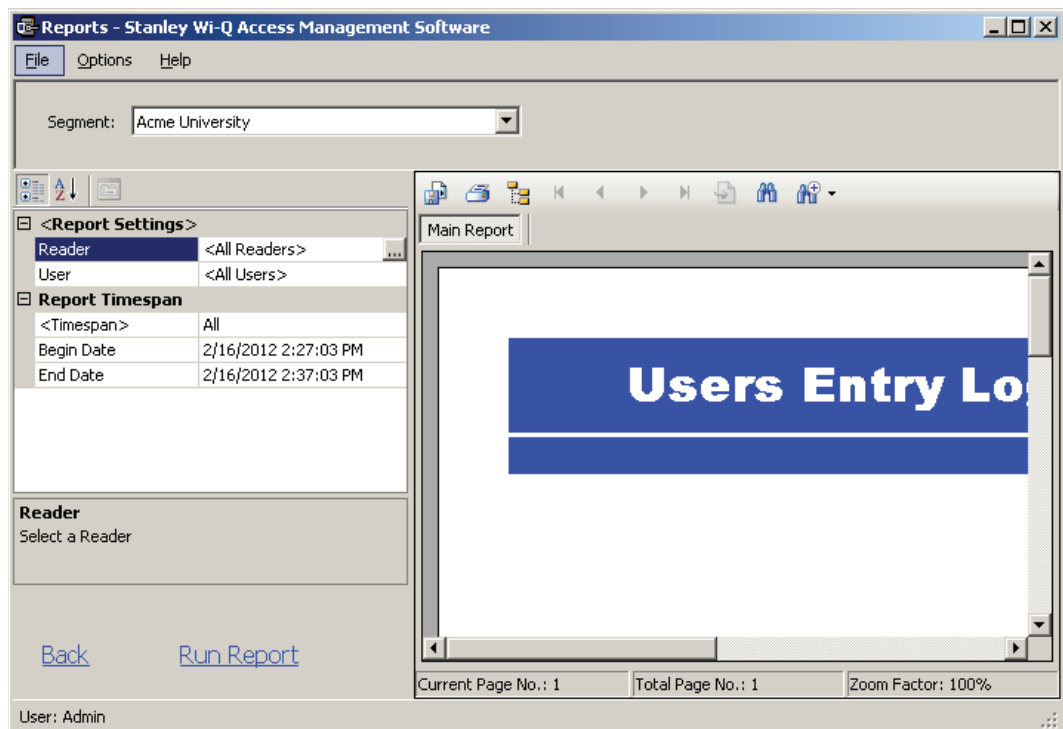 Reports - Stanley Wi-Q Access Management Software
File Options Help
Segment: Acme University
Main Report
<Report Settings>
Reader <All Readers> ...
User <All Users>
Report Timespan
<Timespan> All
Begin Date 2/16/2012 2:27:03 PM
End Date 2/16/2012 2:37:03 PM
Users Entry Lo
Reader
Select a Reader
Back Run Report
Current Page No.: 1 Total Page No.: 1 Zoom Factor: 100%
User: Admin